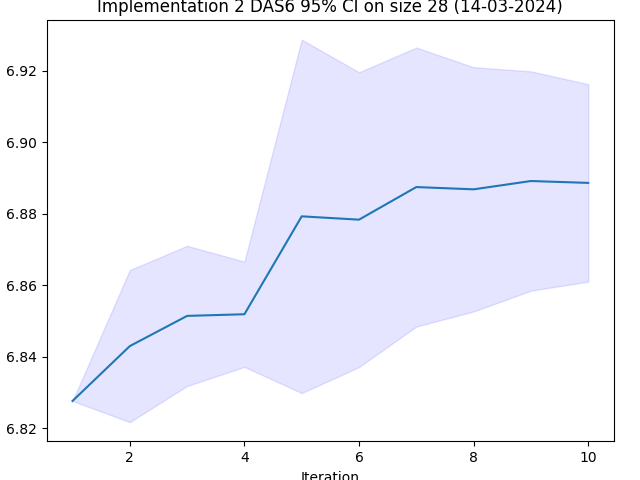 Implementation 2 DAS6 95% CI on size 28 (14-03-2024)
6.92
6.90
6.88
6.86
6.84
6.82
2 4 6 8 10
Iteration